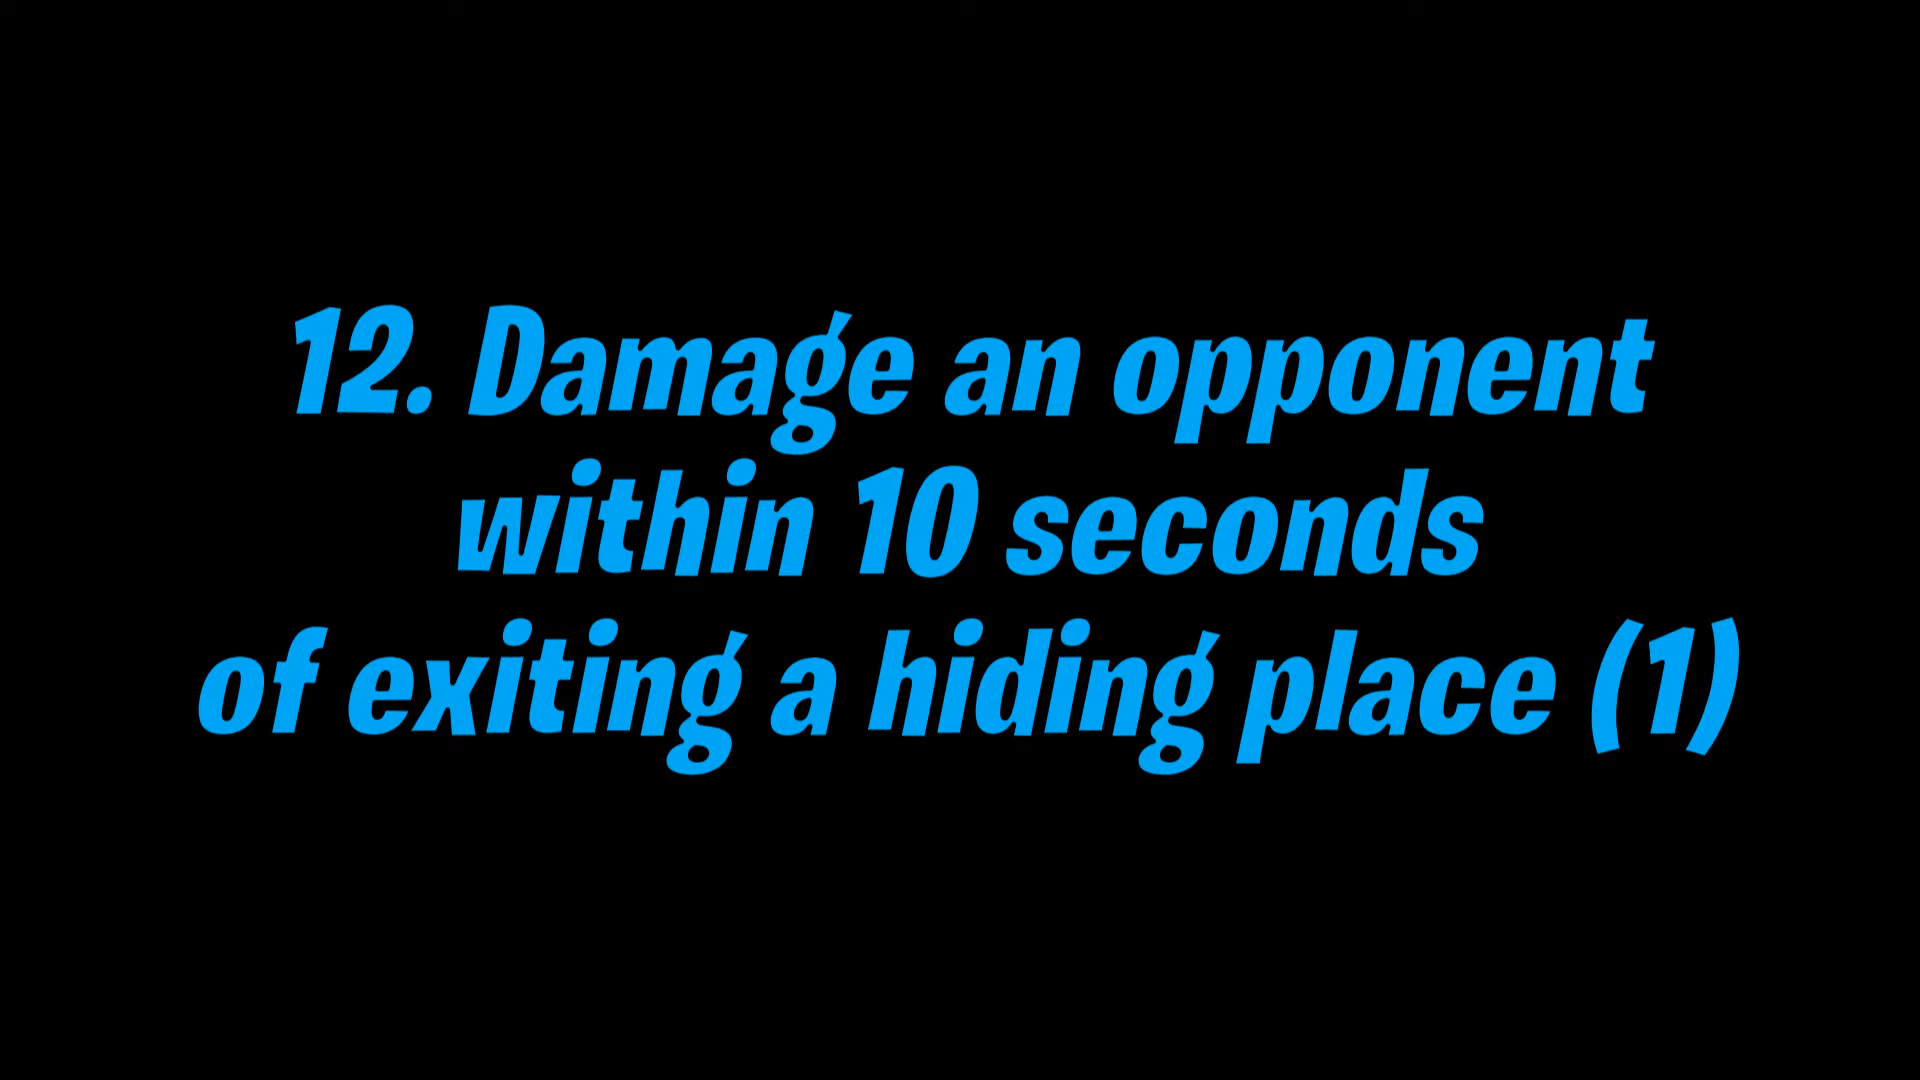 12. Damage an opponent
within 10 seconds
of exiting a hiding place (1)